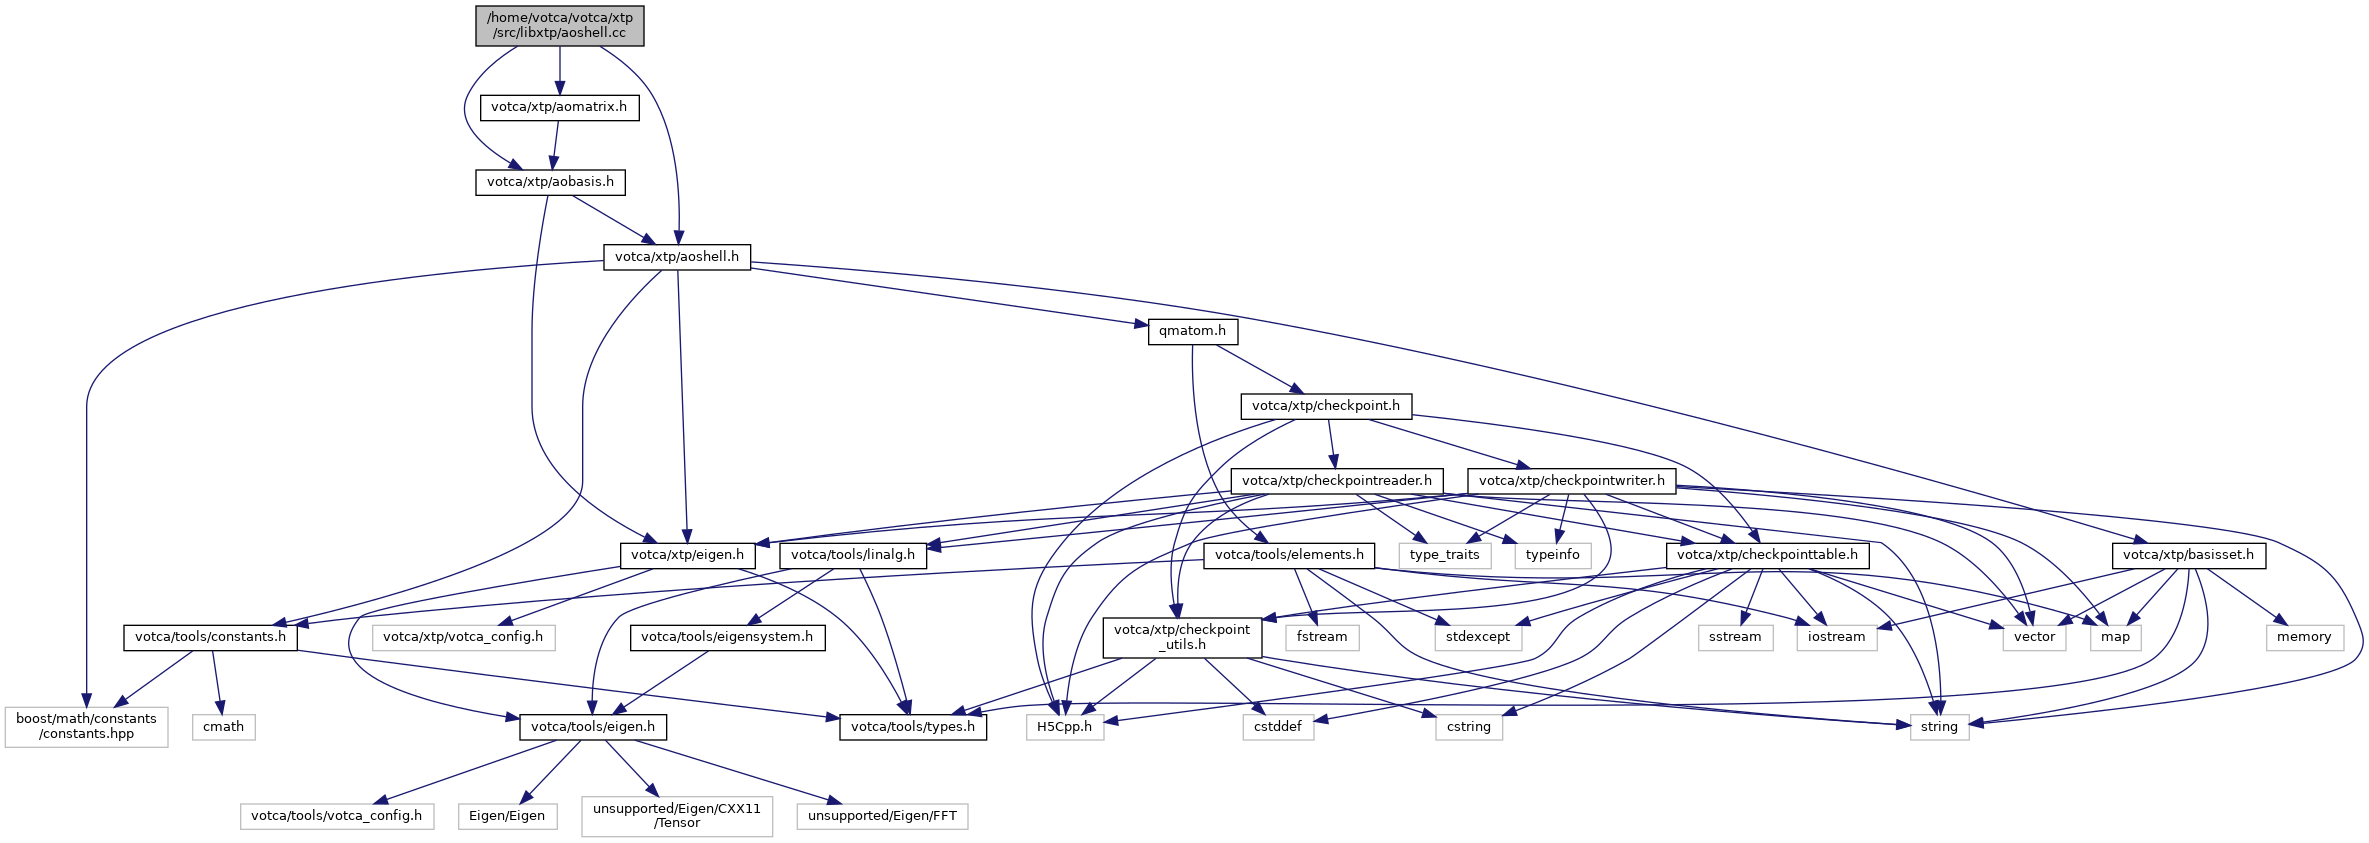 /home/votca/votca/xtp
/src/libxtp/aoshell.cc
votca/xtp/aomatrix.h
votca/xtp/aobasis.h
votca/xtp/aoshell.h
qmatom.h
votca/xtp/checkpoint.h
votca/xtp/checkpointreader.h
votca/xtp/checkpointwriter.h
votca/xtp/eigen.h
votca/tools/linalg.h
votca/tools/elements.h
type_traits
typeinfo
votca/xtp/checkpointtable.h
votca/xtp/basisset.h
votca/tools/constants.h
votca/xtp/votca_config.h
votca/tools/eigensystem.h
votca/xtp/checkpoint
_utils.h
fstream
stdexcept
sstream
iostream
vector
map
memory
boost/math/constants
/constants.hpp
cmath
votca/tools/eigen.h
votca/tools/types.h
H5Cpp.h
cstddef
cstring
string
votca/tools/votca_config.h
Eigen/Eigen
unsupported/Eigen/CXX11
/Tensor
unsupported/Eigen/FFT